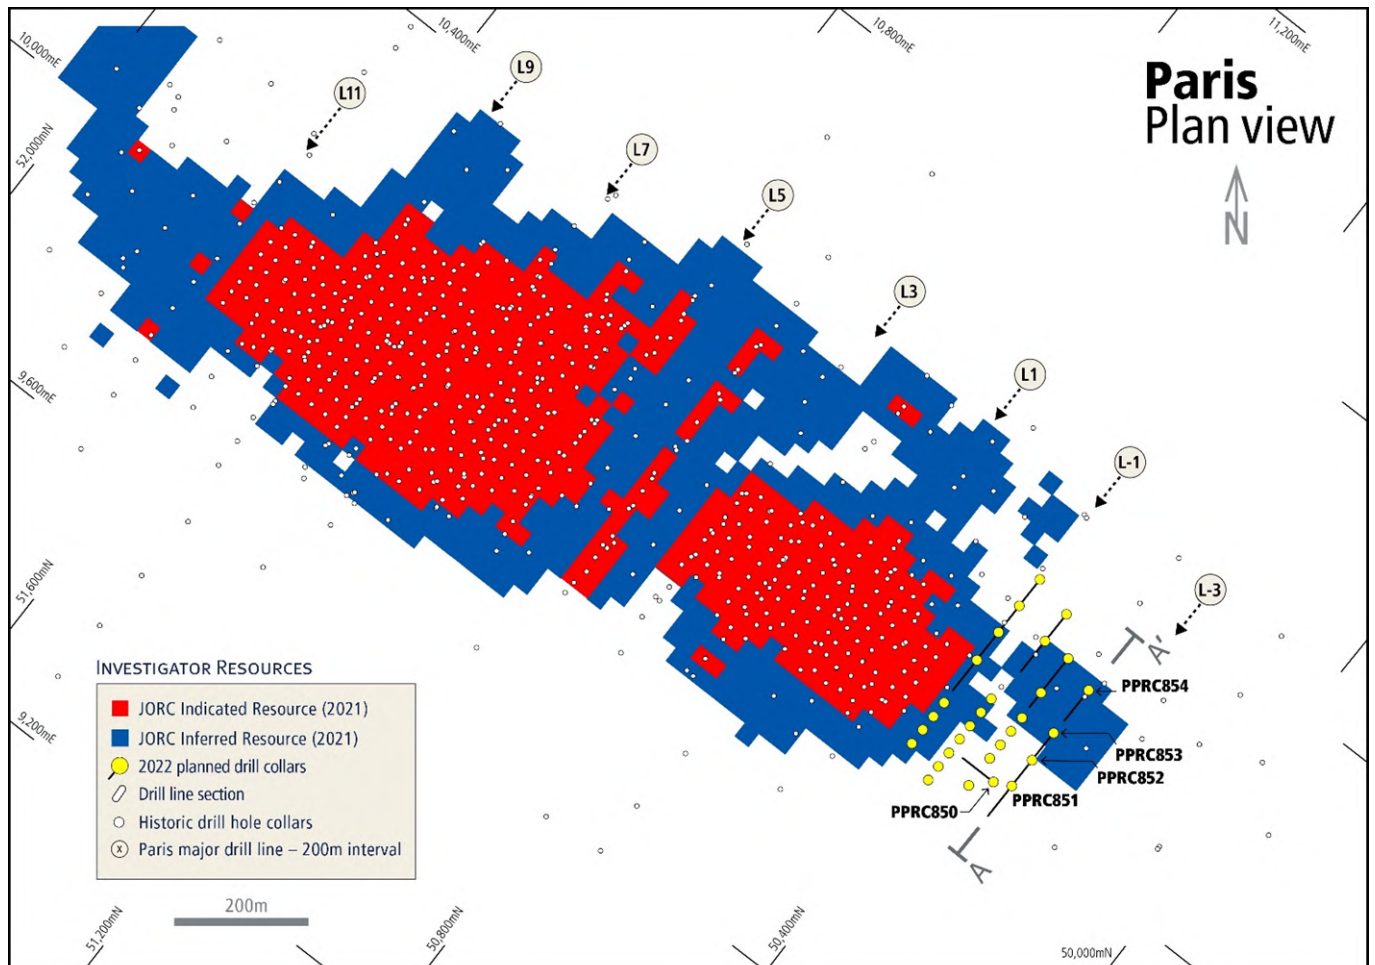 10,000mE
10,400mE
10,800mE
11,200mE
Paris
Plan view
N
L9
L11
L7
L5
L3
L1
L-1
L-3
52,000mN
9,600mE
51,600mN
9,200mE
A'
PPRC854
PPRC853
PPRC852
PPRC851
PPRC850
A
INVESTIGATOR RESOURCES
JORC Indicated Resource (2021)
JORC Inferred Resource (2021)
2022 planned drill collars
Drill line section
Historic drill hole collars
x Paris major drill line – 200m interval
200m
51,200mN
50,800mN
50,400mN
50,000mN